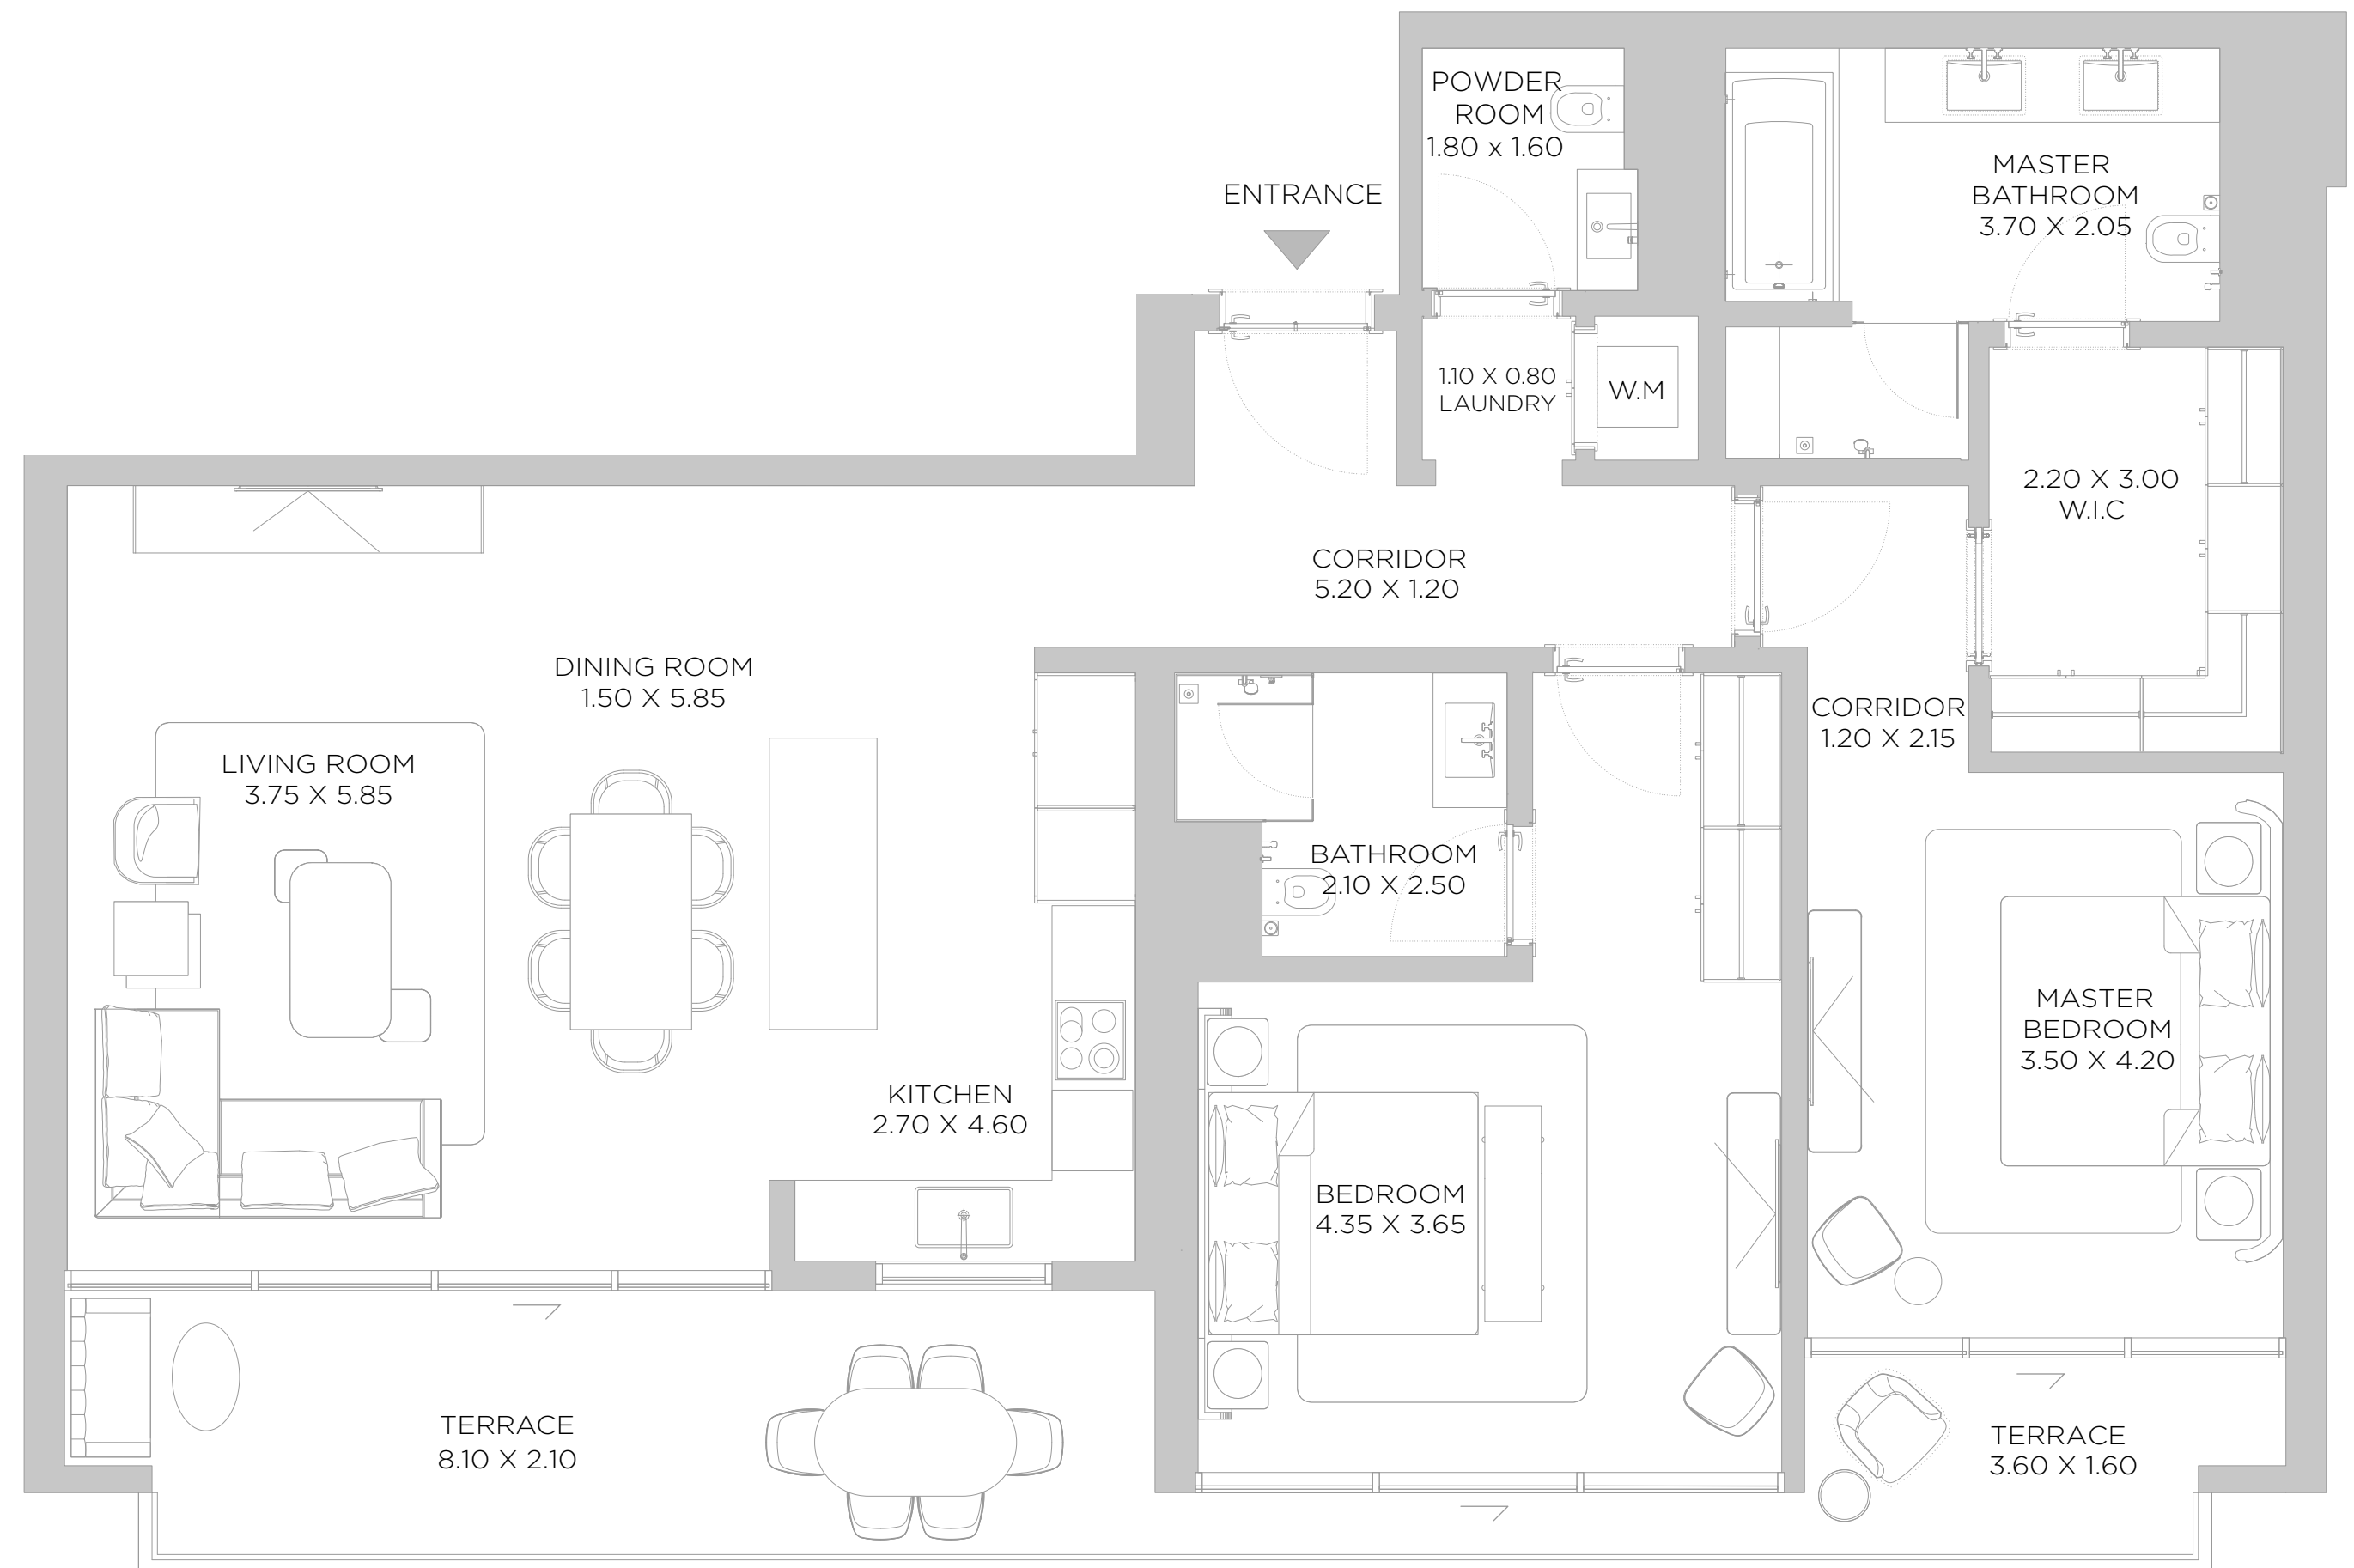 POWDER
ROOM
1.80 x 1.60
MASTER
BATHROOM
3.70 X 2.05
ENTRANCE
1.10 X 0.80
LAUNDRY
W.M
2.20 X 3.00
W.I.C
CORRIDOR
5.20 X 1.20
DINING ROOM
1.50 X 5.85
CORRIDOR
1.20 X 2.15
LIVING ROOM
3.75 X 5.85
BATHROOM
2.10 X 2.50
MASTER
BEDROOM
3.50 X 4.20
KITCHEN
2.70 X 4.60
BEDROOM
4.35 X 3.65
TERRACE
8.10 X 2.10
TERRACE
3.60 X 1.60